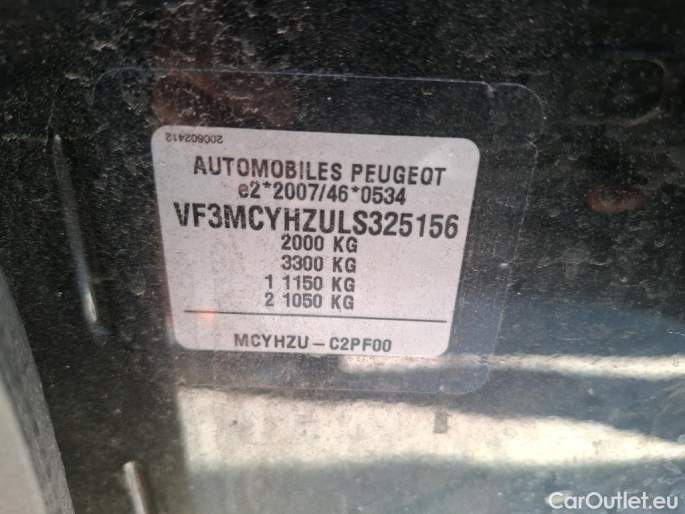 200602412
AUTOMOBILES PEUGEOT
e2*2007/46*0534
VF3MCYHZULS325156
2000 KG
3300 KG
1 1150 KG
2 1050 KG
MCYHZU - C2PF00
CarOutlet.eu